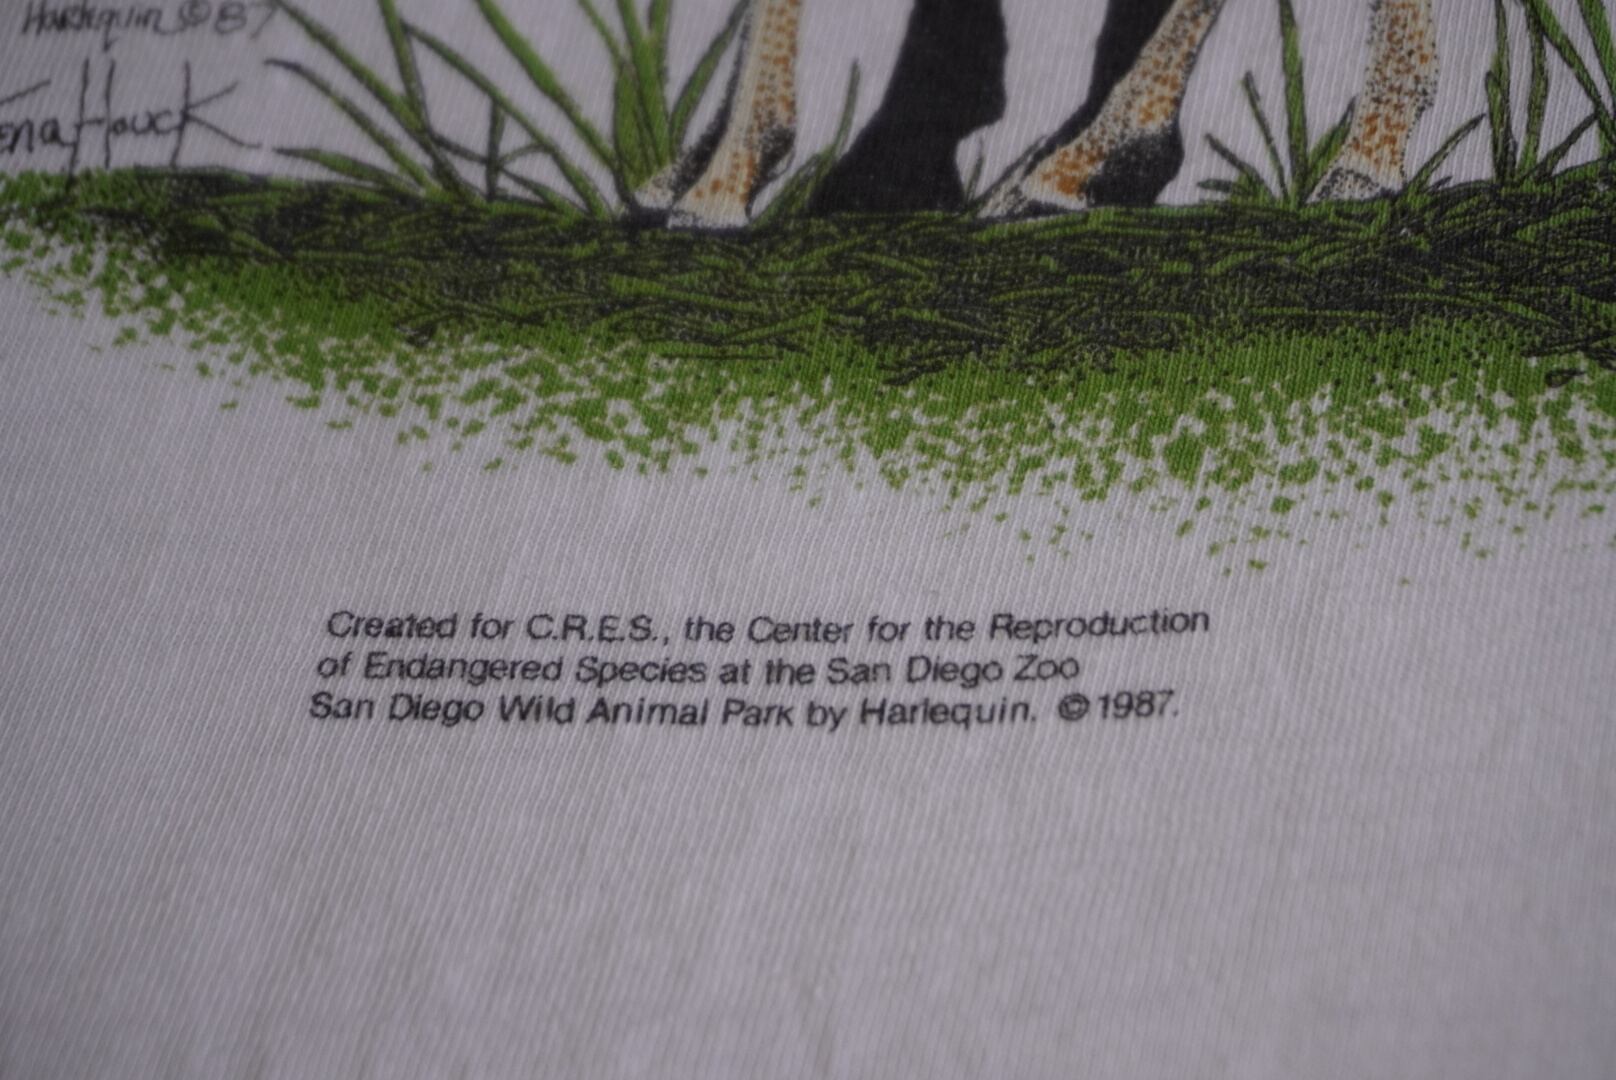 Harlequin © 87
Houck
Created for C.R.E.S., the Center for the Reproduction
of Endangered Species at the San Diego Zoo
San Diego Wild Animal Park by Harlequin. © 1987.